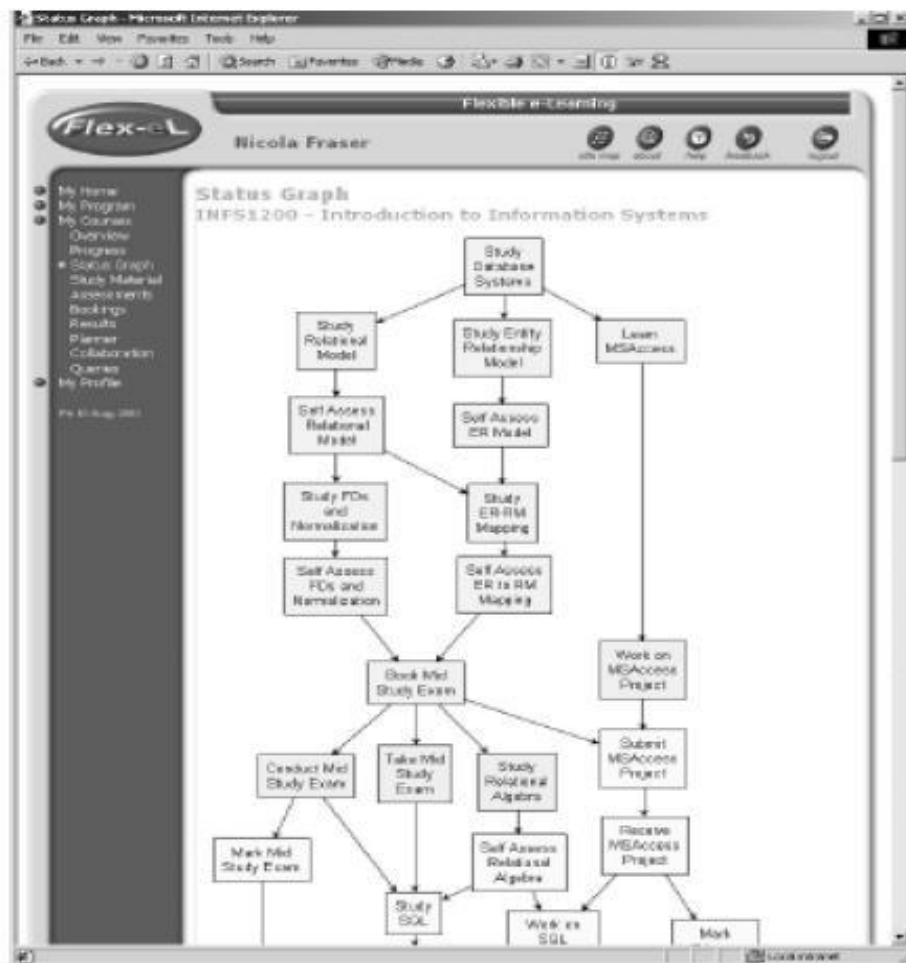 Status Graph - Microsoft Internet Explorer
File Edit View Favorites Tools Help
Back Search Favorites Media
Flexible e-Learning
Flex-eL
Nicola Fraser
site map about help feedback logout
My Home
My Program
My Courses
Overview
Progress
Status Graph
Study Material
Assessments
Bookings
Results
Planner
Collaboration
Queries
My Profile
Status Graph
INFS1200 - Introduction to Information Systems
Study
Database
Systems
Study
Relational
Model
Study Entity
Relationship
Model
Learn
MSAccess
Self Assess
Relational
Model
Self Assess
ER Model
Study FDs
and
Normalization
Study
ER-RM
Mapping
Self Assess
FDs and
Normalization
Self Assess
ER to RM
Mapping
Book Mid
Study Exam
Work on
MSAccess
Project
Conduct Mid
Study Exam
Take Mid
Study
Exam
Study
Relational
Algebra
Submit
MSAccess
Project
Mark Mid
Study Exam
Self Assess
Relational
Algebra
Receive
MSAccess
Project
Study
SQL
Work on
SQL
Mark
Local intranet